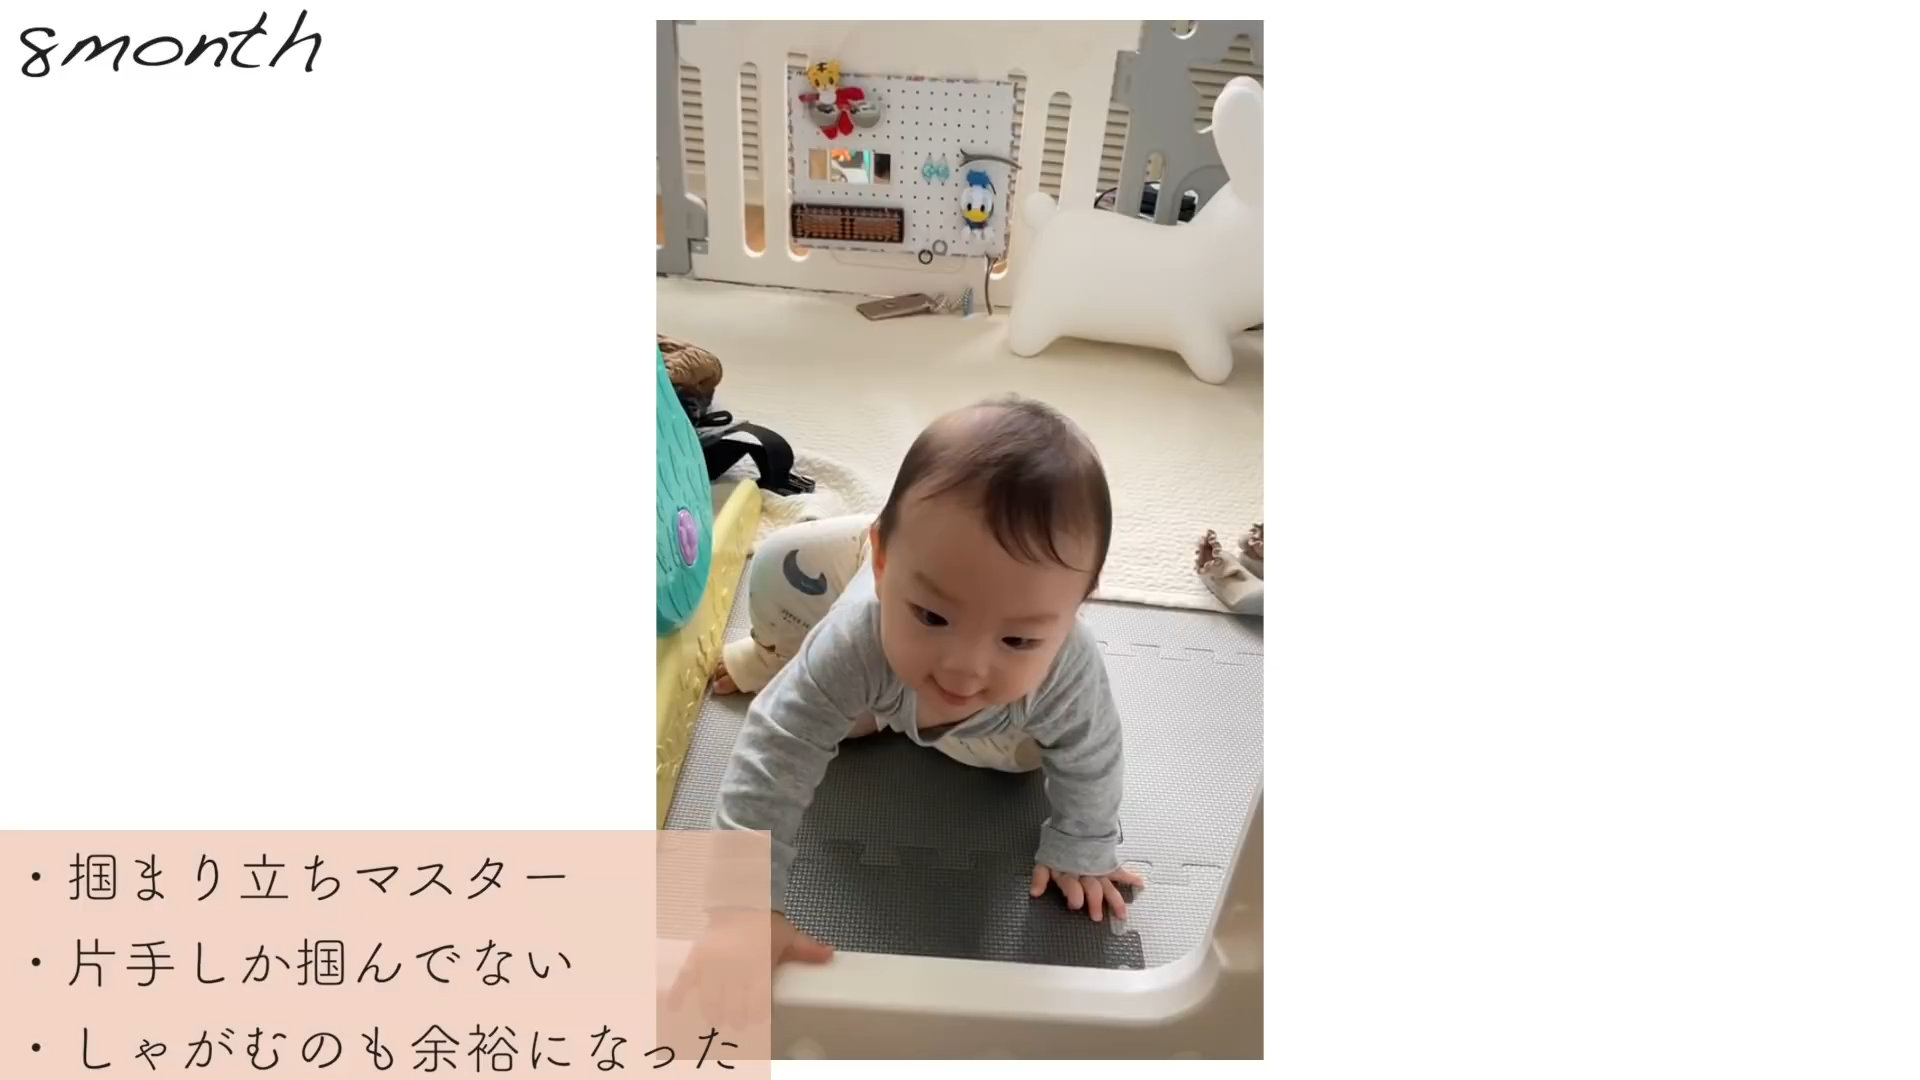 8month
・掴まり立ちマスター
・片手しか掴んでない
・しゃがむのも余裕になった